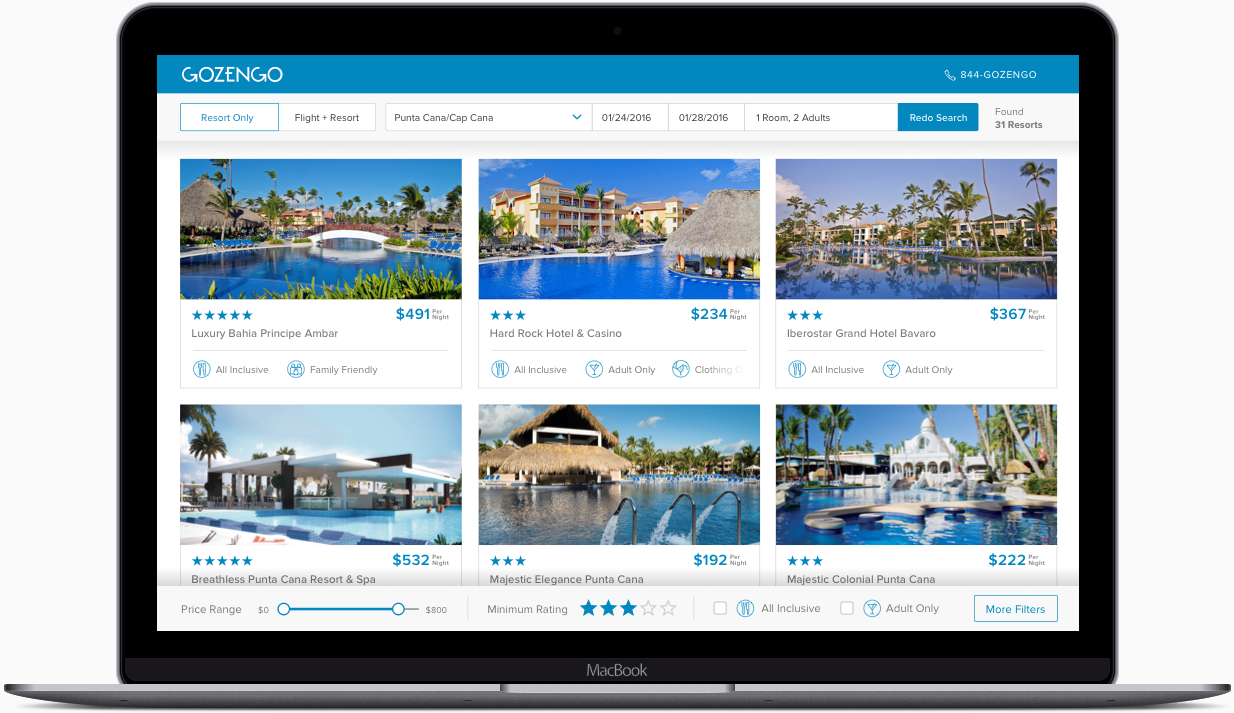 GOZENGO
844-GOZENGO
Resort Only
Flight + Resort
Punta Cana/Cap Cana
01/24/2016
01/28/2016
1 Room, 2 Adults
Redo Search
Found
31 Resorts
$491 Per Night
Luxury Bahia Principe Ambar
All Inclusive
Family Friendly
$234 Per Night
Hard Rock Hotel & Casino
All Inclusive
Adult Only
Clothing O
$367 Per Night
Iberostar Grand Hotel Bavaro
All Inclusive
Adult Only
$532 Per Night
Breathless Punta Cana Resort & Spa
$192 Per Night
Majestic Elegance Punta Cana
$222 Per Night
Majestic Colonial Punta Cana
Price Range
$0
$800
Minimum Rating
All Inclusive
Adult Only
More Filters
MacBook